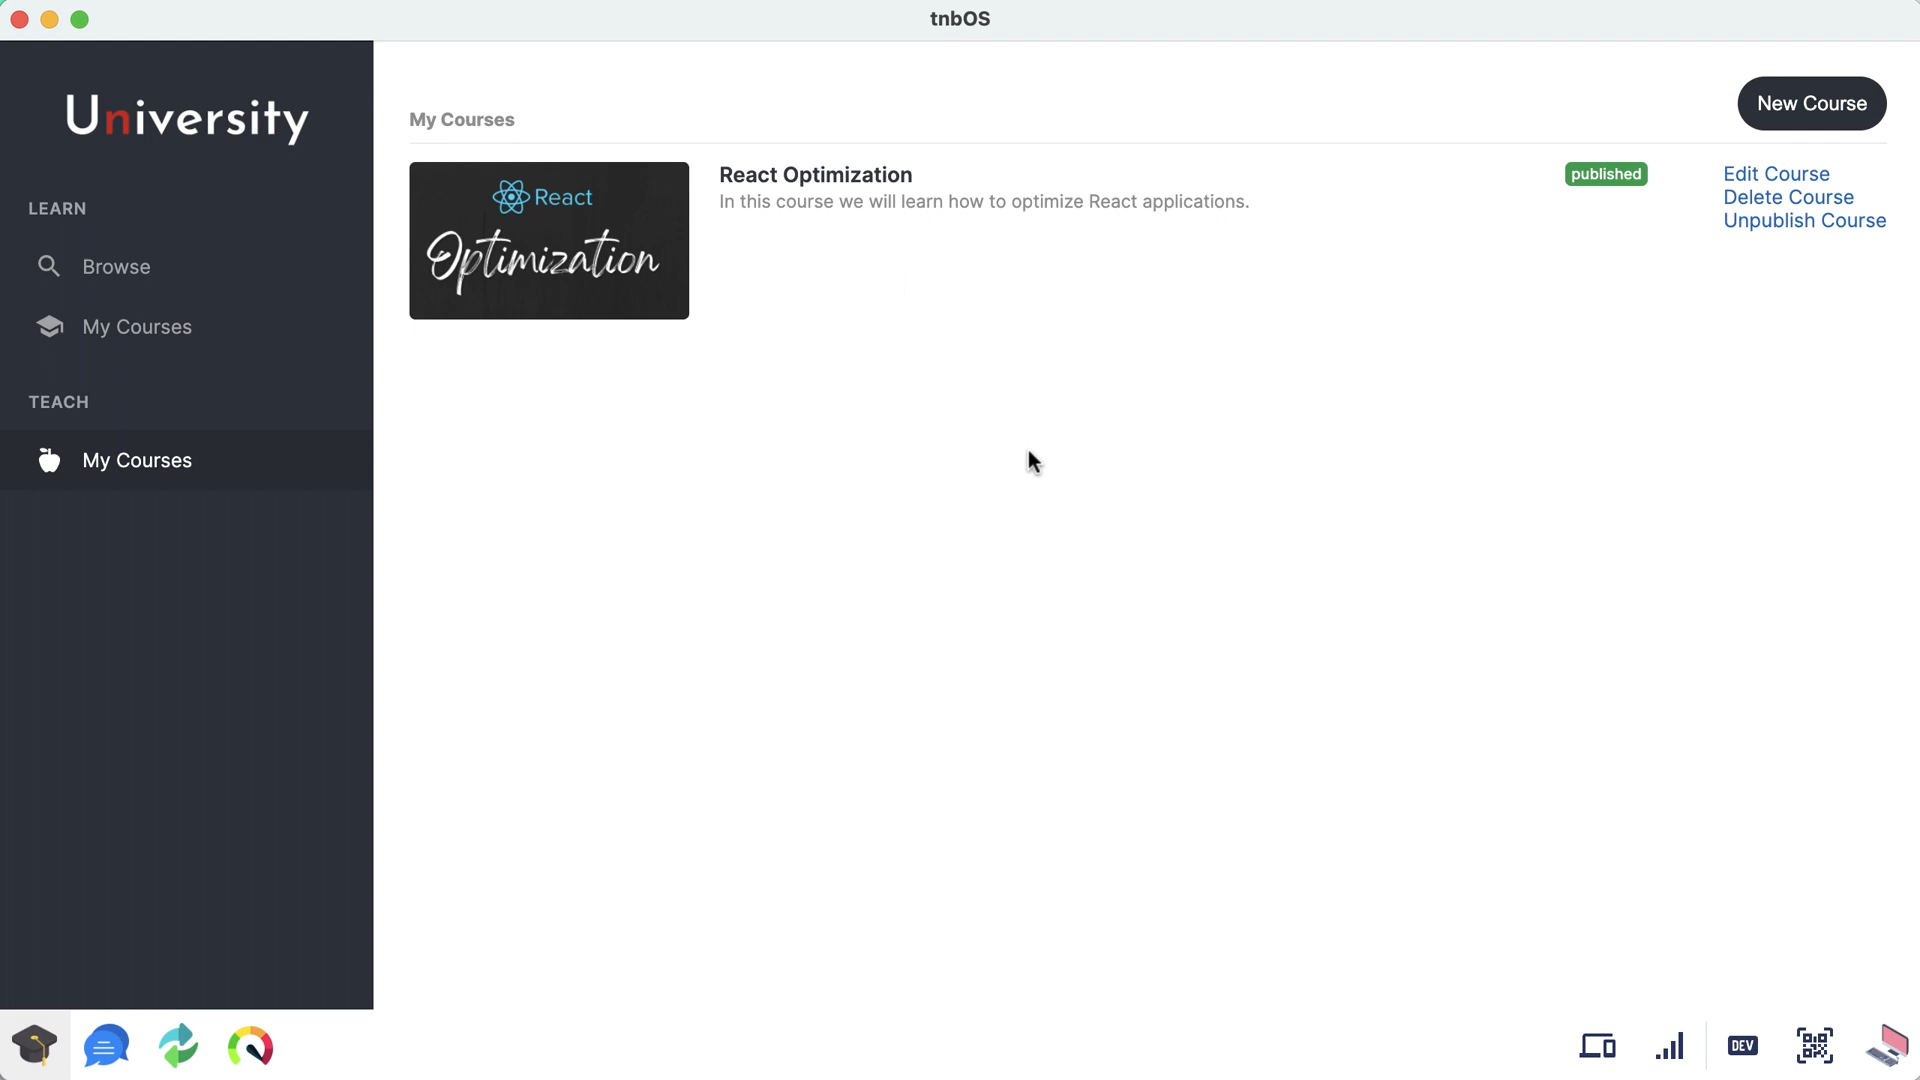 tnbOS
University
LEARN
Browse
My Courses
TEACH
My Courses
My Courses
New Course
React
Optimization
React Optimization
In this course we will learn how to optimize React applications.
published
Edit Course
Delete Course
Unpublish Course
DEV